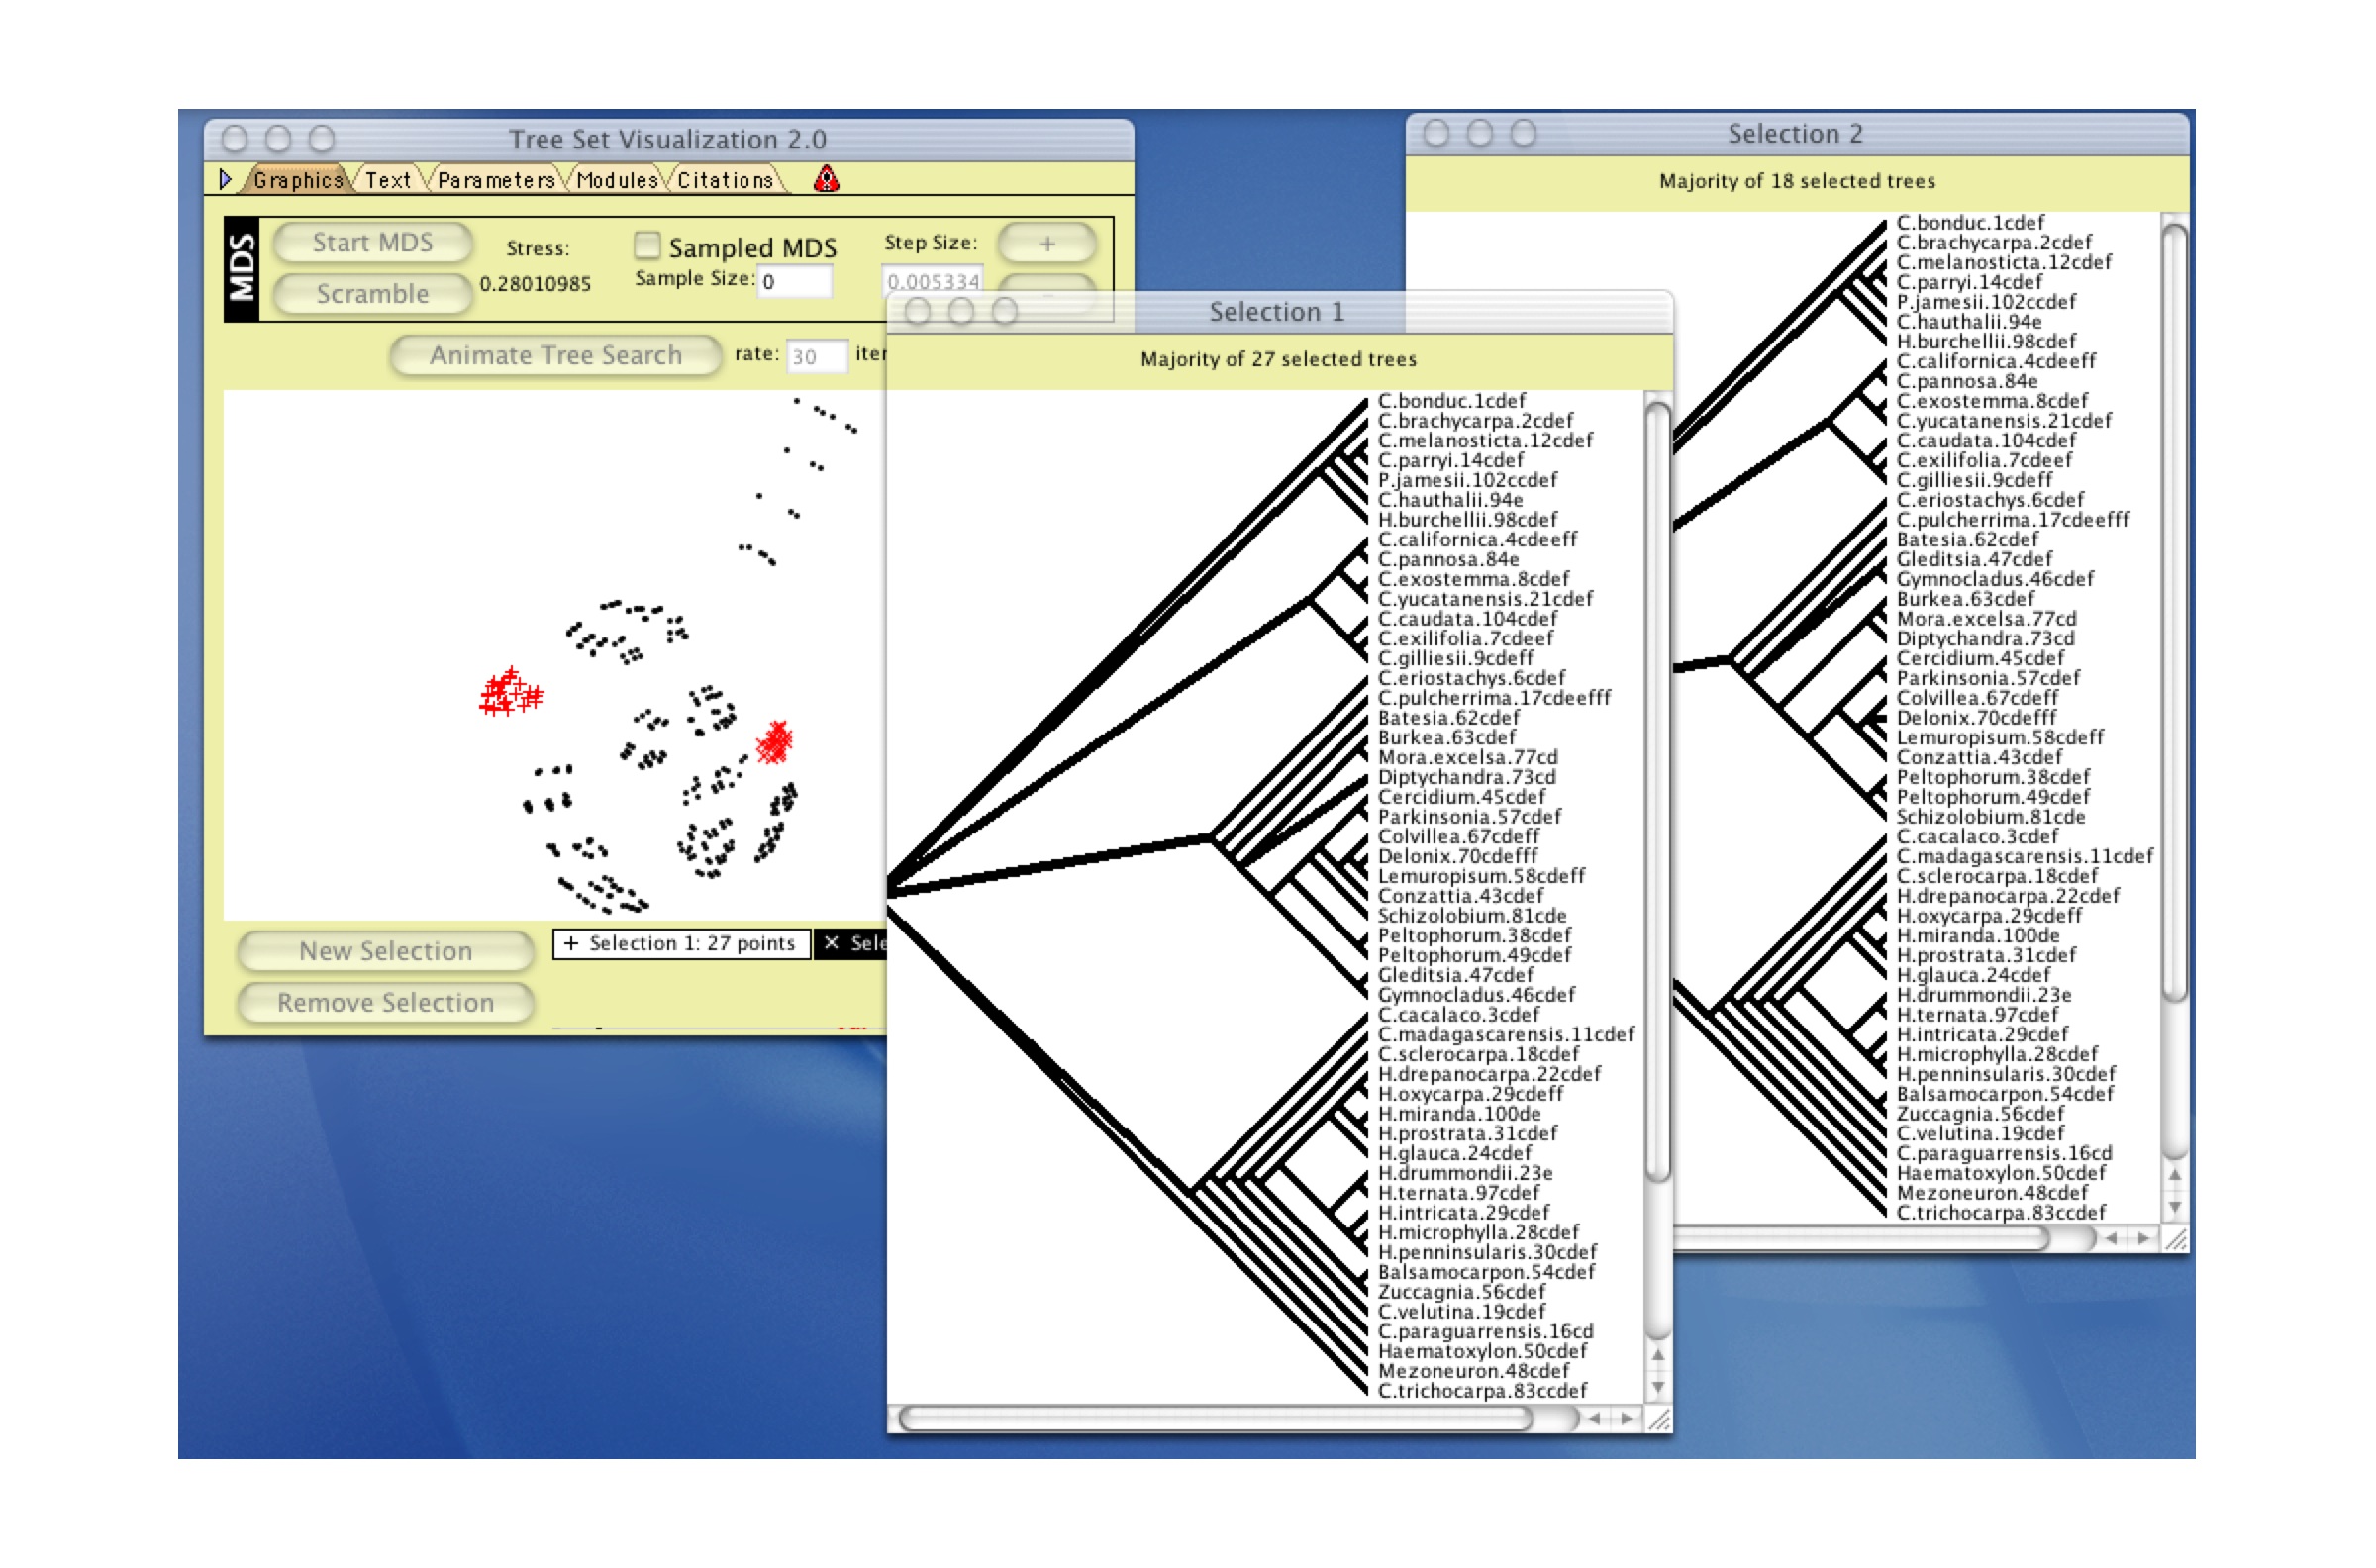 Tree Set Visualization 2.0
Graphics Text Parameters Modules Citations
MDS
Start MDS
Scramble
Stress:
0.28010985
Sampled MDS
Sample Size: 0
Step Size:
0.005334
+
-
Animate Tree Search rate: 30 iter
New Selection
Remove Selection
+ Selection 1: 27 points
× Sele
Selection 1
Majority of 27 selected trees
C.bonduc.1cdef
C.brachycarpa.2cdef
C.melanosticta.12cdef
C.parryi.14cdef
P.jamesii.102ccdef
C.hauthalii.94e
H.burchellii.98cdef
C.californica.4cdeeff
C.pannosa.84e
C.exostemma.8cdef
C.yucatanensis.21cdef
C.caudata.104cdef
C.exilifolia.7cdeef
C.gilliesii.9cdeff
C.eriostachys.6cdef
C.pulcherrima.17cdeefff
Batesia.62cdef
Burkea.63cdef
Mora.excelsa.77cd
Diptychandra.73cd
Cercidium.45cdef
Parkinsonia.57cdef
Colvillea.67cdeff
Delonix.70cdefff
Lemuropisum.58cdeff
Conzattia.43cdef
Schizolobium.81cde
Peltophorum.38cdef
Peltophorum.49cdef
Gleditsia.47cdef
Gymnocladus.46cdef
C.cacalaco.3cdef
C.madagascarensis.11cdef
C.sclerocarpa.18cdef
H.drepanocarpa.22cdef
H.oxycarpa.29cdeff
H.miranda.100de
H.prostrata.31cdef
H.glauca.24cdef
H.drummondii.23e
H.ternata.97cdef
H.intricata.29cdef
H.microphylla.28cdef
H.penninsularis.30cdef
Balsamocarpon.54cdef
Zuccagnia.56cdef
C.velutina.19cdef
C.paraguarrensis.16cd
Haematoxylon.50cdef
Mezoneuron.48cdef
C.trichocarpa.83ccdef
Selection 2
Majority of 18 selected trees
C.bonduc.1cdef
C.brachycarpa.2cdef
C.melanosticta.12cdef
C.parryi.14cdef
P.jamesii.102ccdef
C.hauthalii.94e
H.burchellii.98cdef
C.californica.4cdeeff
C.pannosa.84e
C.exostemma.8cdef
C.yucatanensis.21cdef
C.caudata.104cdef
C.exilifolia.7cdeef
C.gilliesii.9cdeff
C.eriostachys.6cdef
C.pulcherrima.17cdeefff
Batesia.62cdef
Gleditsia.47cdef
Gymnocladus.46cdef
Burkea.63cdef
Mora.excelsa.77cd
Diptychandra.73cd
Cercidium.45cdef
Parkinsonia.57cdef
Colvillea.67cdeff
Delonix.70cdefff
Lemuropisum.58cdeff
Conzattia.43cdef
Peltophorum.38cdef
Peltophorum.49cdef
Schizolobium.81cde
C.cacalaco.3cdef
C.madagascarensis.11cdef
C.sclerocarpa.18cdef
H.drepanocarpa.22cdef
H.oxycarpa.29cdeff
H.miranda.100de
H.prostrata.31cdef
H.glauca.24cdef
H.drummondii.23e
H.ternata.97cdef
H.intricata.29cdef
H.microphylla.28cdef
H.penninsularis.30cdef
Balsamocarpon.54cdef
Zuccagnia.56cdef
C.velutina.19cdef
C.paraguarrensis.16cd
Haematoxylon.50cdef
Mezoneuron.48cdef
C.trichocarpa.83ccdef